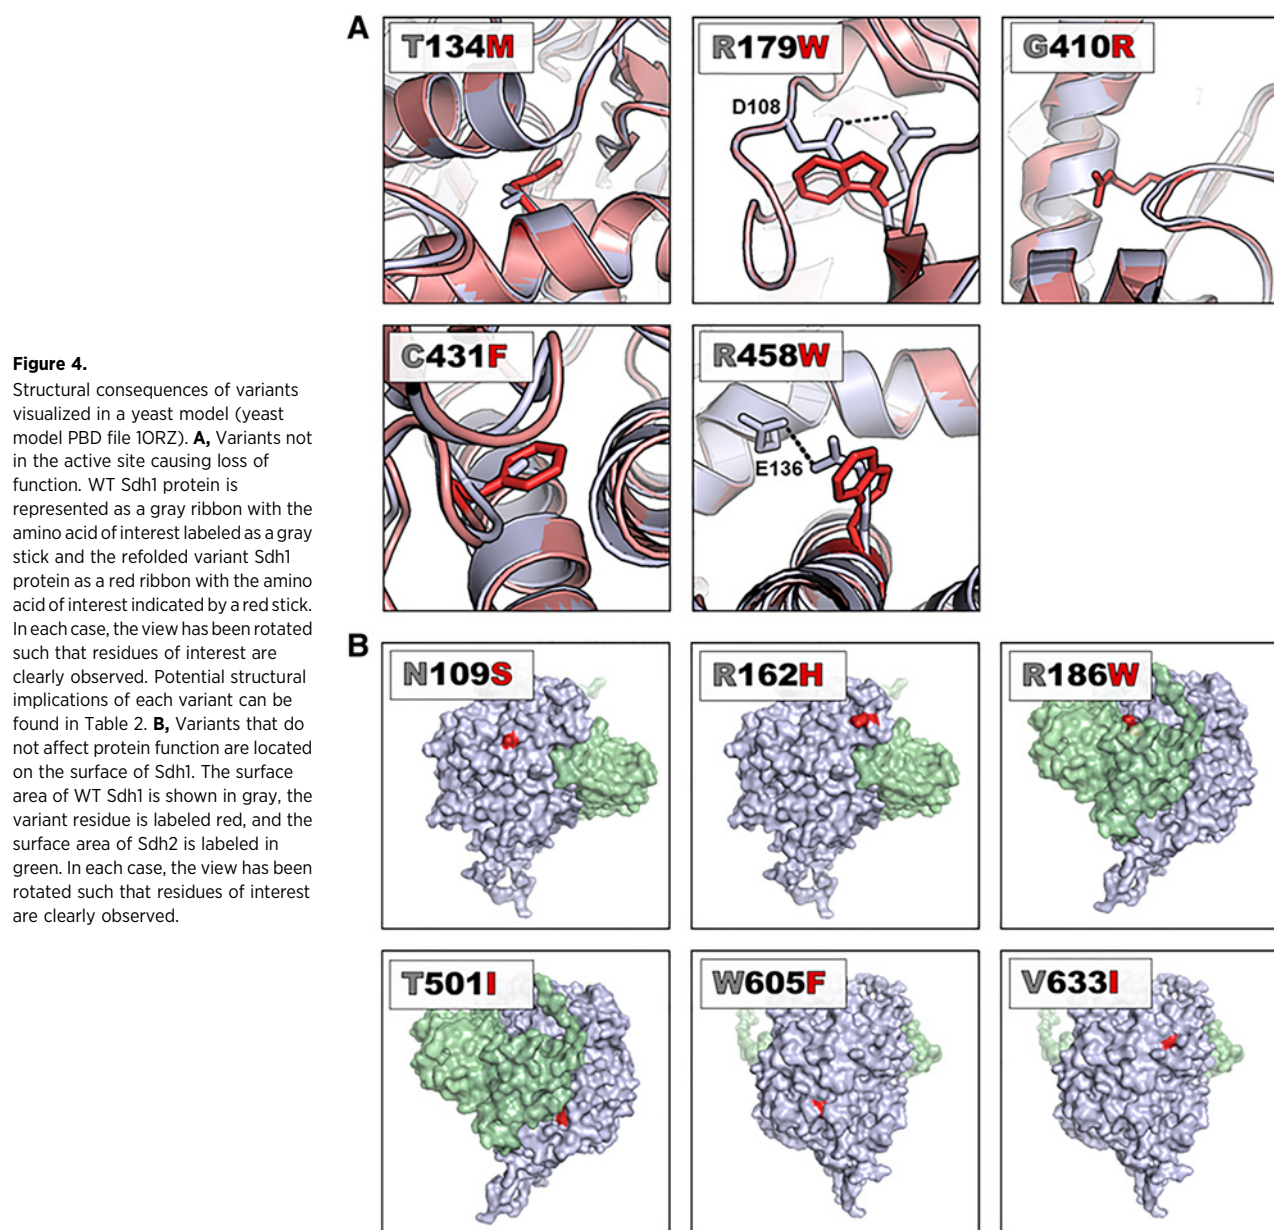 Figure 4.
Structural consequences of variants
visualized in a yeast model (yeast
model PBD file 1ORZ). A, Variants not
in the active site causing loss of
function. WT Sdh1 protein is
represented as a gray ribbon with the
amino acid of interest labeled as a gray
stick and the refolded variant Sdh1
protein as a red ribbon with the amino
acid of interest indicated by a red stick.
In each case, the view has been rotated
such that residues of interest are
clearly observed. Potential structural
implications of each variant can be
found in Table 2. B, Variants that do
not affect protein function are located
on the surface of Sdh1. The surface
area of WT Sdh1 is shown in gray, the
variant residue is labeled red, and the
surface area of Sdh2 is labeled in
green. In each case, the view has been
rotated such that residues of interest
are clearly observed.
A
T134M
R179W
D108
G410R
C431F
R458W
E136
B
N109S
R162H
R186W
T501I
W605F
V633I